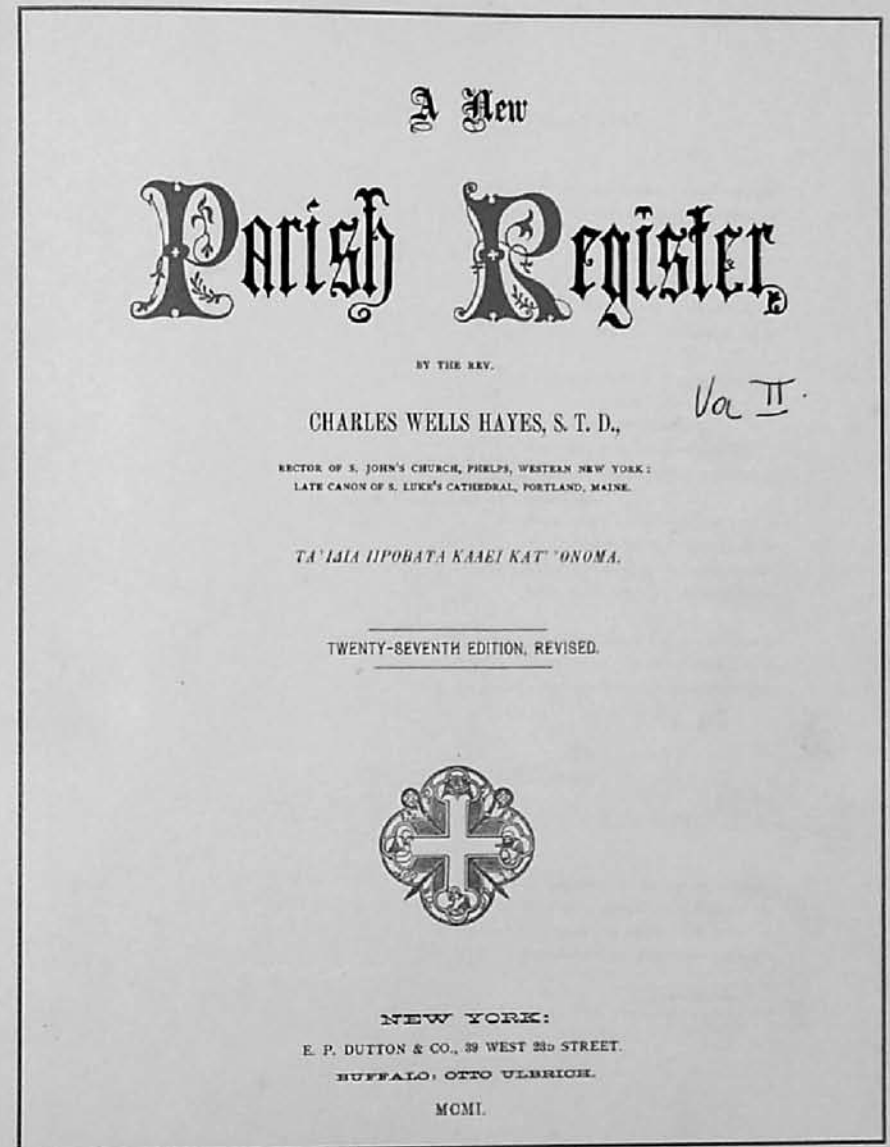 A New
Parish Register,
BY THE REV.
Vol II.
CHARLES WELLS HAYES, S. T. D.,
RECTOR OF S. JOHN'S CHURCH, PHELPS, WESTERN NEW YORK;
LATE CANON OF S. LUKE'S CATHEDRAL, PORTLAND, MAINE.
ΤΑ ἸΔΙΑ ΠΡΟΒΑΤΑ ΚΑΛΕΙ ΚΑΤ' ὈΝΟΜΑ.
TWENTY-SEVENTH EDITION, REVISED.
NEW YORK:
E. P. DUTTON & CO., 39 WEST 23D STREET.
BUFFALO: OTTO ULBRICH.
MCMI.